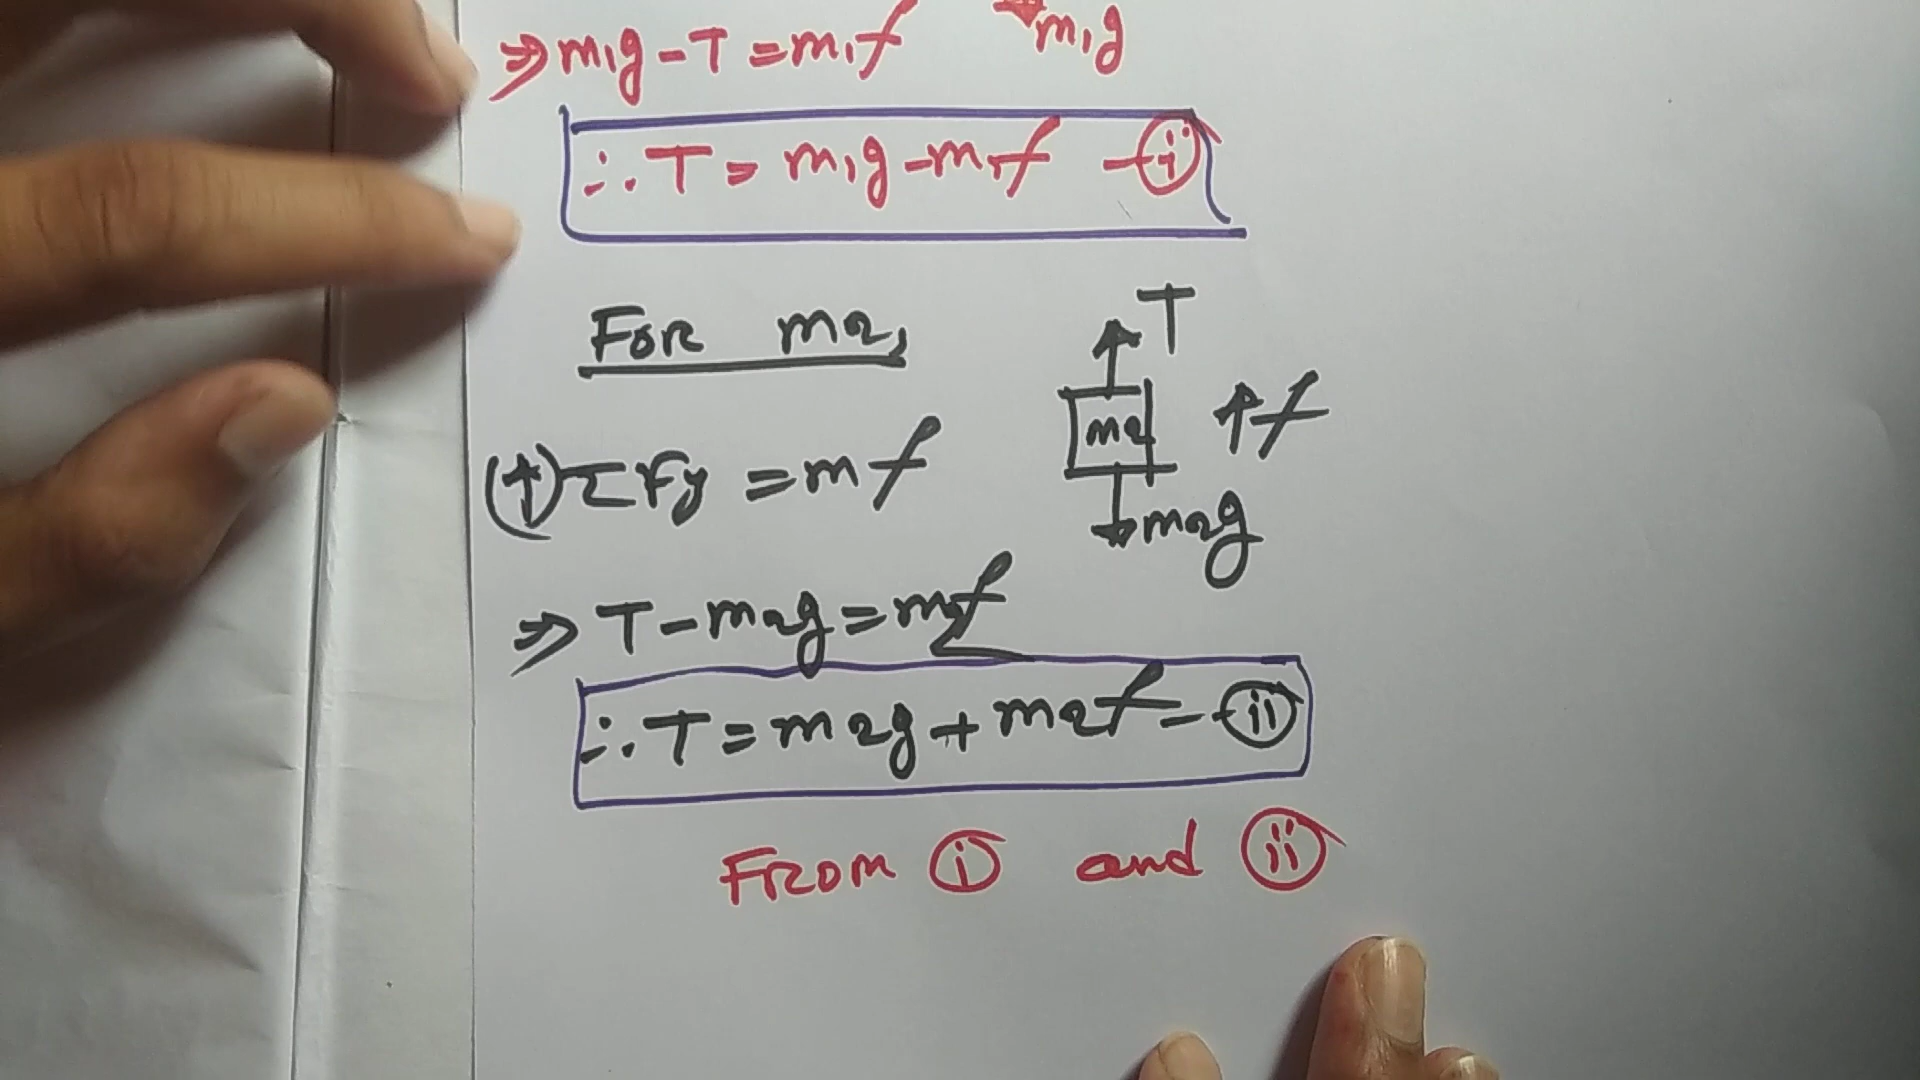 ⇒ m₁g - T = m₁f
m₁g
∴ T = m₁g - m₁f - (i)
For m2,
T
m2
↑f
m2g
(↑) ΣFy = mf
⇒ T - m2g = m2f
∴ T = m2g + m2f - (ii)
From (i) and (ii)